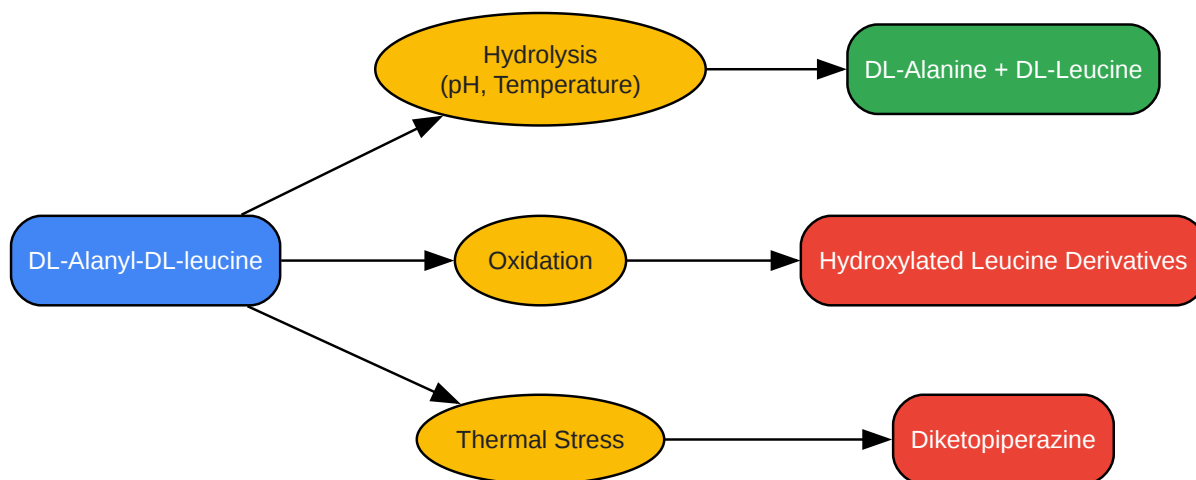 Hydrolysis
(pH, Temperature)
DL-Alanine + DL-Leucine
DL-Alanyl-DL-leucine
Oxidation
Hydroxylated Leucine Derivatives
Thermal Stress
Diketopiperazine